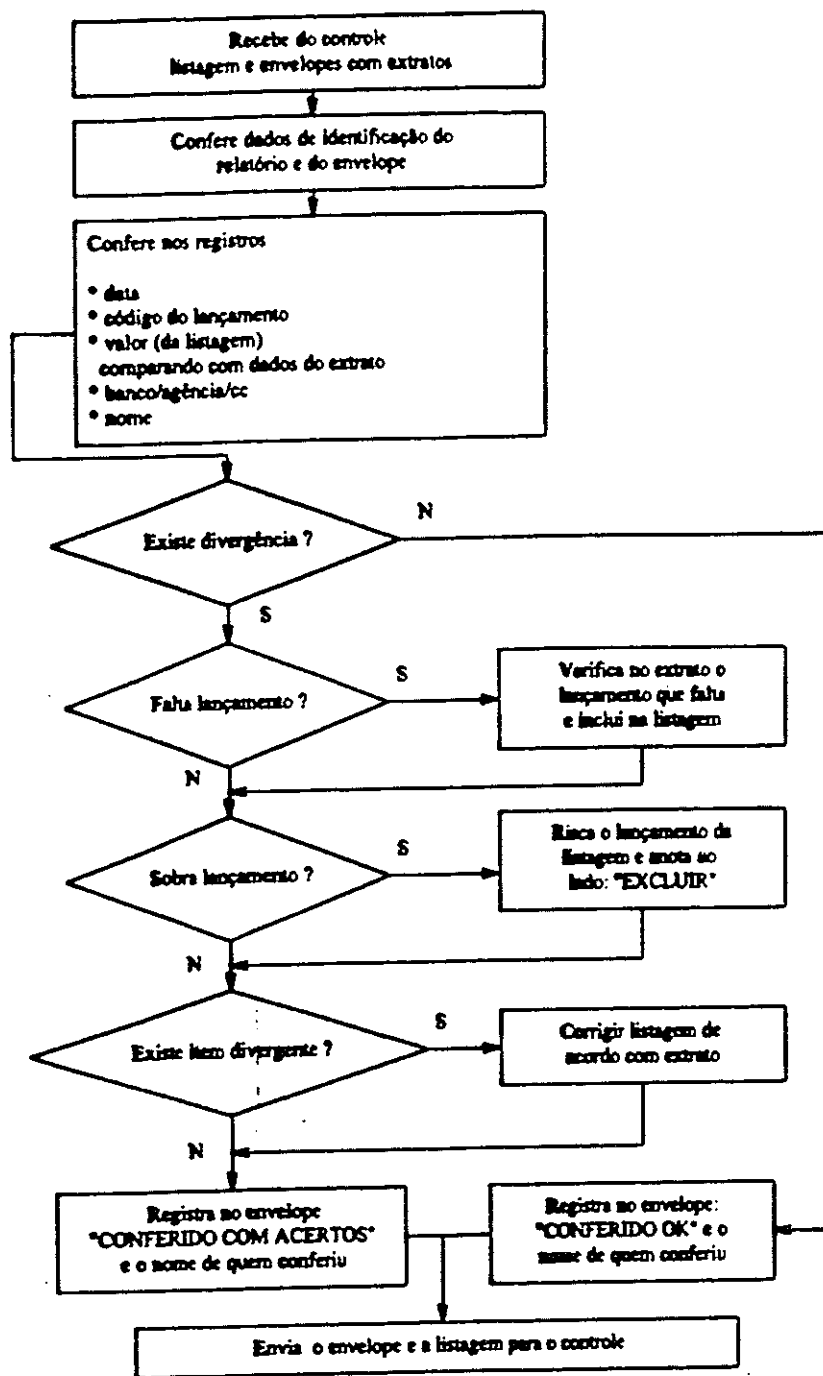 Recebe do controle
listagem e envelopes com extratos
Confere dados de identificação do
relatório e do envelope
Confere nos registros
* data
* código do lançamento
* valor (da listagem)
comparando com dados do extrato
* banco/agência/cc
* nome
Existe divergência ?
N
S
Falta lançamento ?
S
Verifica no extrato o
lançamento que falta
e inclui na listagem
N
Sobra lançamento ?
S
Risca o lançamento da
listagem e anota ao
lado: "EXCLUIR"
N
Existe item divergente ?
S
Corrigir listagem de
acordo com extrato
N
Registra no envelope
"CONFERIDO COM ACERTOS"
e o nome de quem conferiu
Registra no envelope:
"CONFERIDO OK" e o
nome de quem conferiu
Envia o envelope e a listagem para o controle